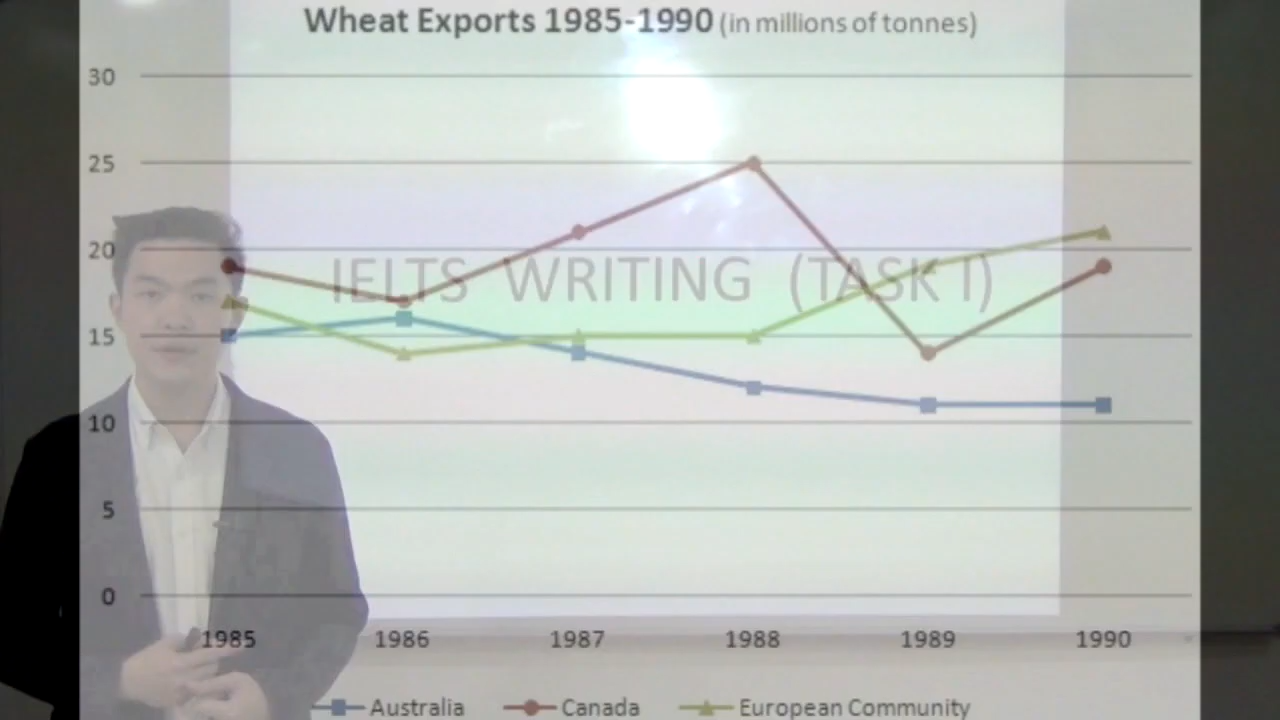 Wheat Exports 1985-1990 (in millions of tonnes)
30
25
20
IELTS WRITING (TASK I)
15
10
5
0
1985 1986 1987 1988 1989 1990
Australia Canada European Community